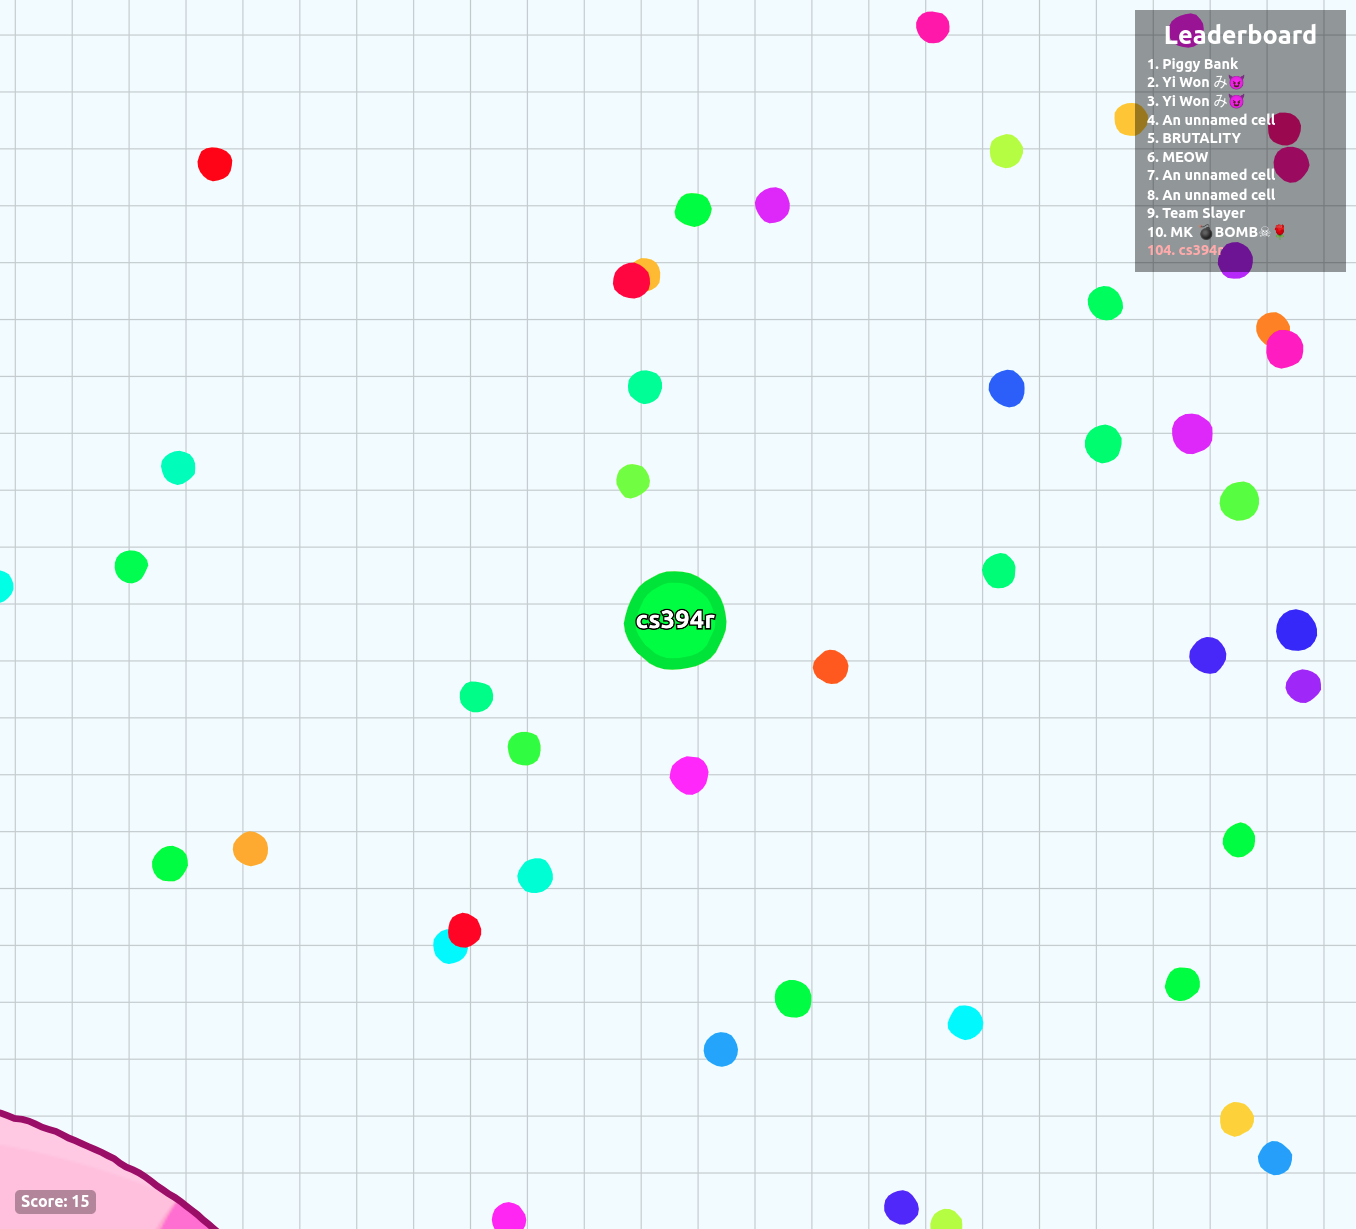 Leaderboard
1. Piggy Bank
2. Yi Won み😈
3. Yi Won み😈
4. An unnamed cell
5. BRUTALITY
6. MEOW
7. An unnamed cell
8. An unnamed cell
9. Team Slayer
10. MK 💣BOMB☠🌹
104. cs394r
cs394r
Score: 15